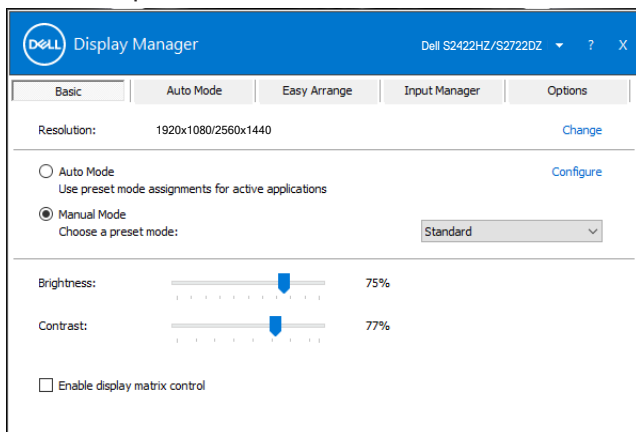 DELL Display Manager Dell S2422HZ/S2722DZ ? X
Basic Auto Mode Easy Arrange Input Manager Options
Resolution: 1920x1080/2560x1440 Change
Auto Mode Configure
Use preset mode assignments for active applications
Manual Mode
Choose a preset mode: Standard
Brightness: 75%
Contrast: 77%
Enable display matrix control